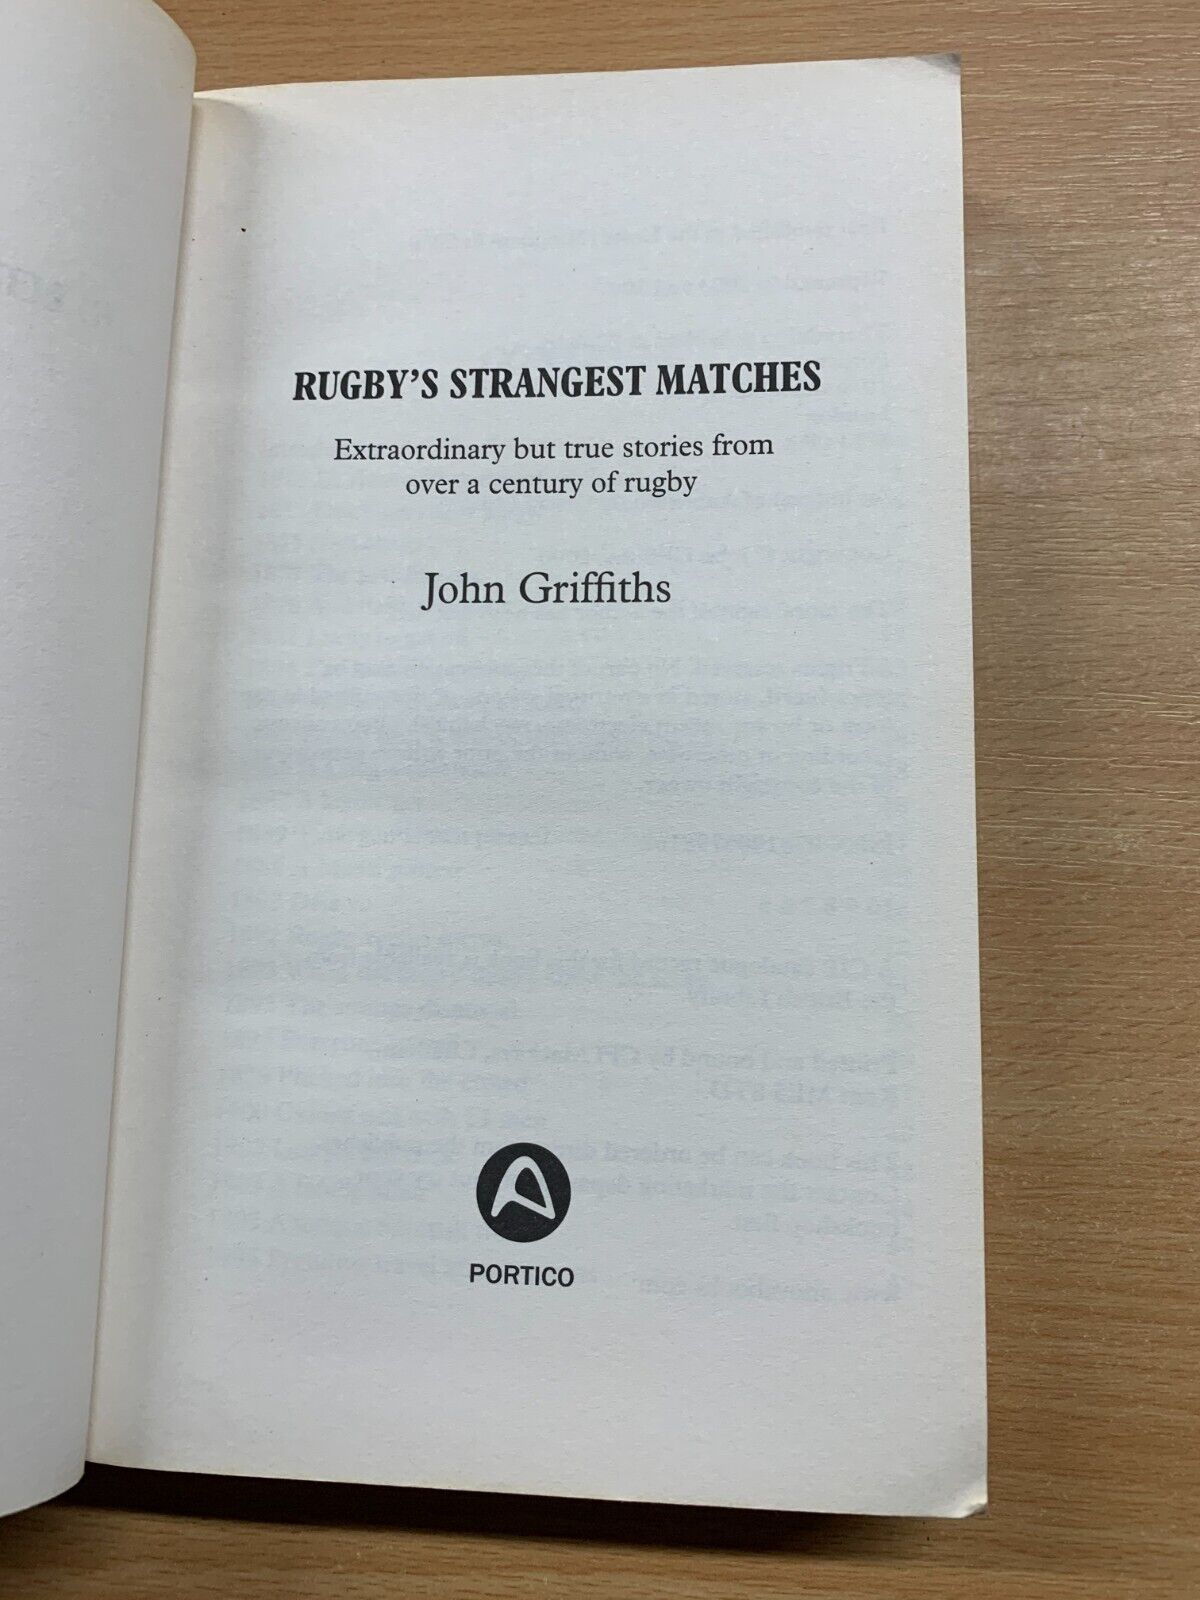 RUGBY’S STRANGEST MATCHES
Extraordinary but true stories from
over a century of rugby
John Griffiths
PORTICO